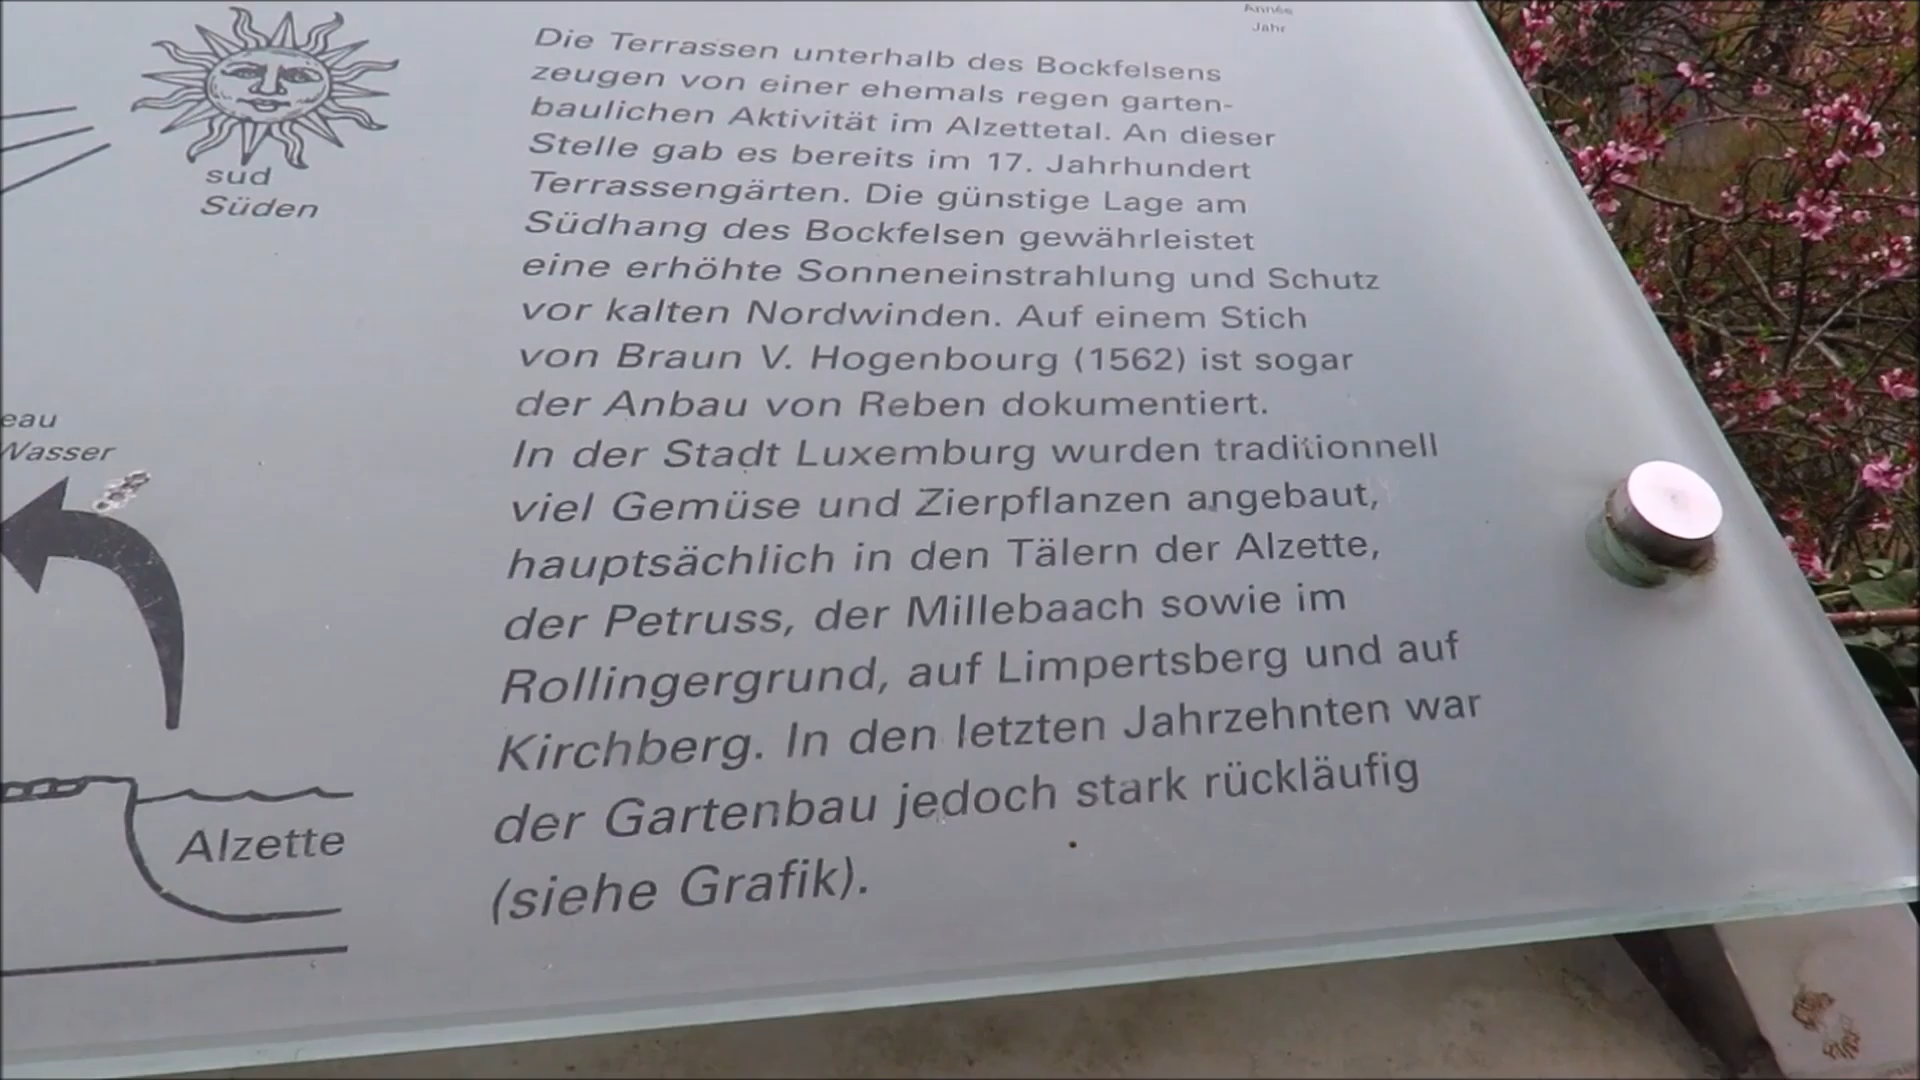 Année
Jahr
sud
Süden
eau
Wasser
Alzette
Die Terrassen unterhalb des Bockfelsens
zeugen von einer ehemals regen garten-
baulichen Aktivität im Alzettetal. An dieser
Stelle gab es bereits im 17. Jahrhundert
Terrassengärten. Die günstige Lage am
Südhang des Bockfelsen gewährleistet
eine erhöhte Sonneneinstrahlung und Schutz
vor kalten Nordwinden. Auf einem Stich
von Braun V. Hogenbourg (1562) ist sogar
der Anbau von Reben dokumentiert.
In der Stadt Luxemburg wurden traditionnell
viel Gemüse und Zierpflanzen angebaut,
hauptsächlich in den Tälern der Alzette,
der Petruss, der Millebaach sowie im
Rollingergrund, auf Limpertsberg und auf
Kirchberg. In den letzten Jahrzehnten war
der Gartenbau jedoch stark rückläufig
(siehe Grafik).